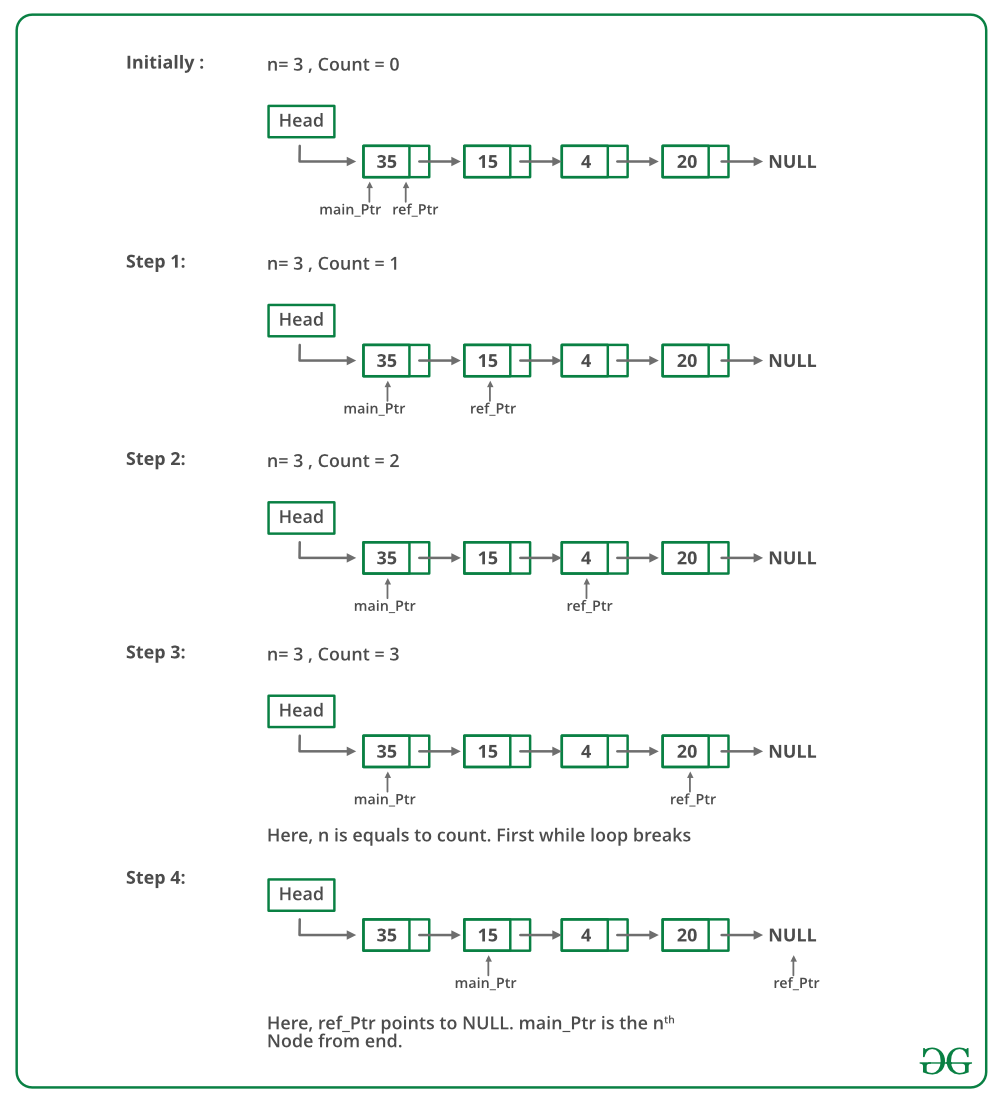 Initially : n= 3 , Count = 0
Head
35 15 4 20 NULL
main_Ptr ref_Ptr
Step 1: n= 3 , Count = 1
Head
35 15 4 20 NULL
main_Ptr ref_Ptr
Step 2: n= 3 , Count = 2
Head
35 15 4 20 NULL
main_Ptr ref_Ptr
Step 3: n= 3 , Count = 3
Head
35 15 4 20 NULL
main_Ptr ref_Ptr
Here, n is equals to count. First while loop breaks
Step 4:
Head
35 15 4 20 NULL
main_Ptr ref_Ptr
Here, ref_Ptr points to NULL. main_Ptr is the nth
Node from end.